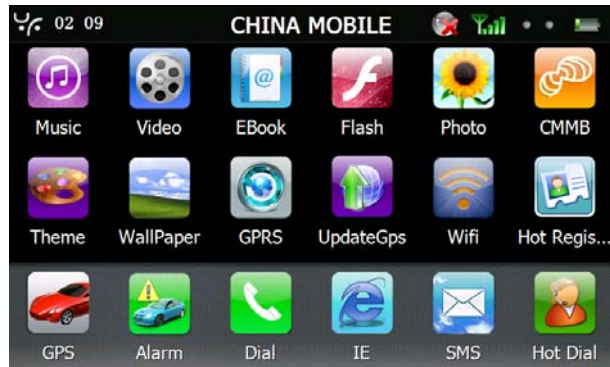 02 09 CHINA MOBILE
Music Video EBook Flash Photo CMMB
Theme WallPaper GPRS UpdateGps Wifi Hot Regis...
GPS Alarm Dial IE SMS Hot Dial